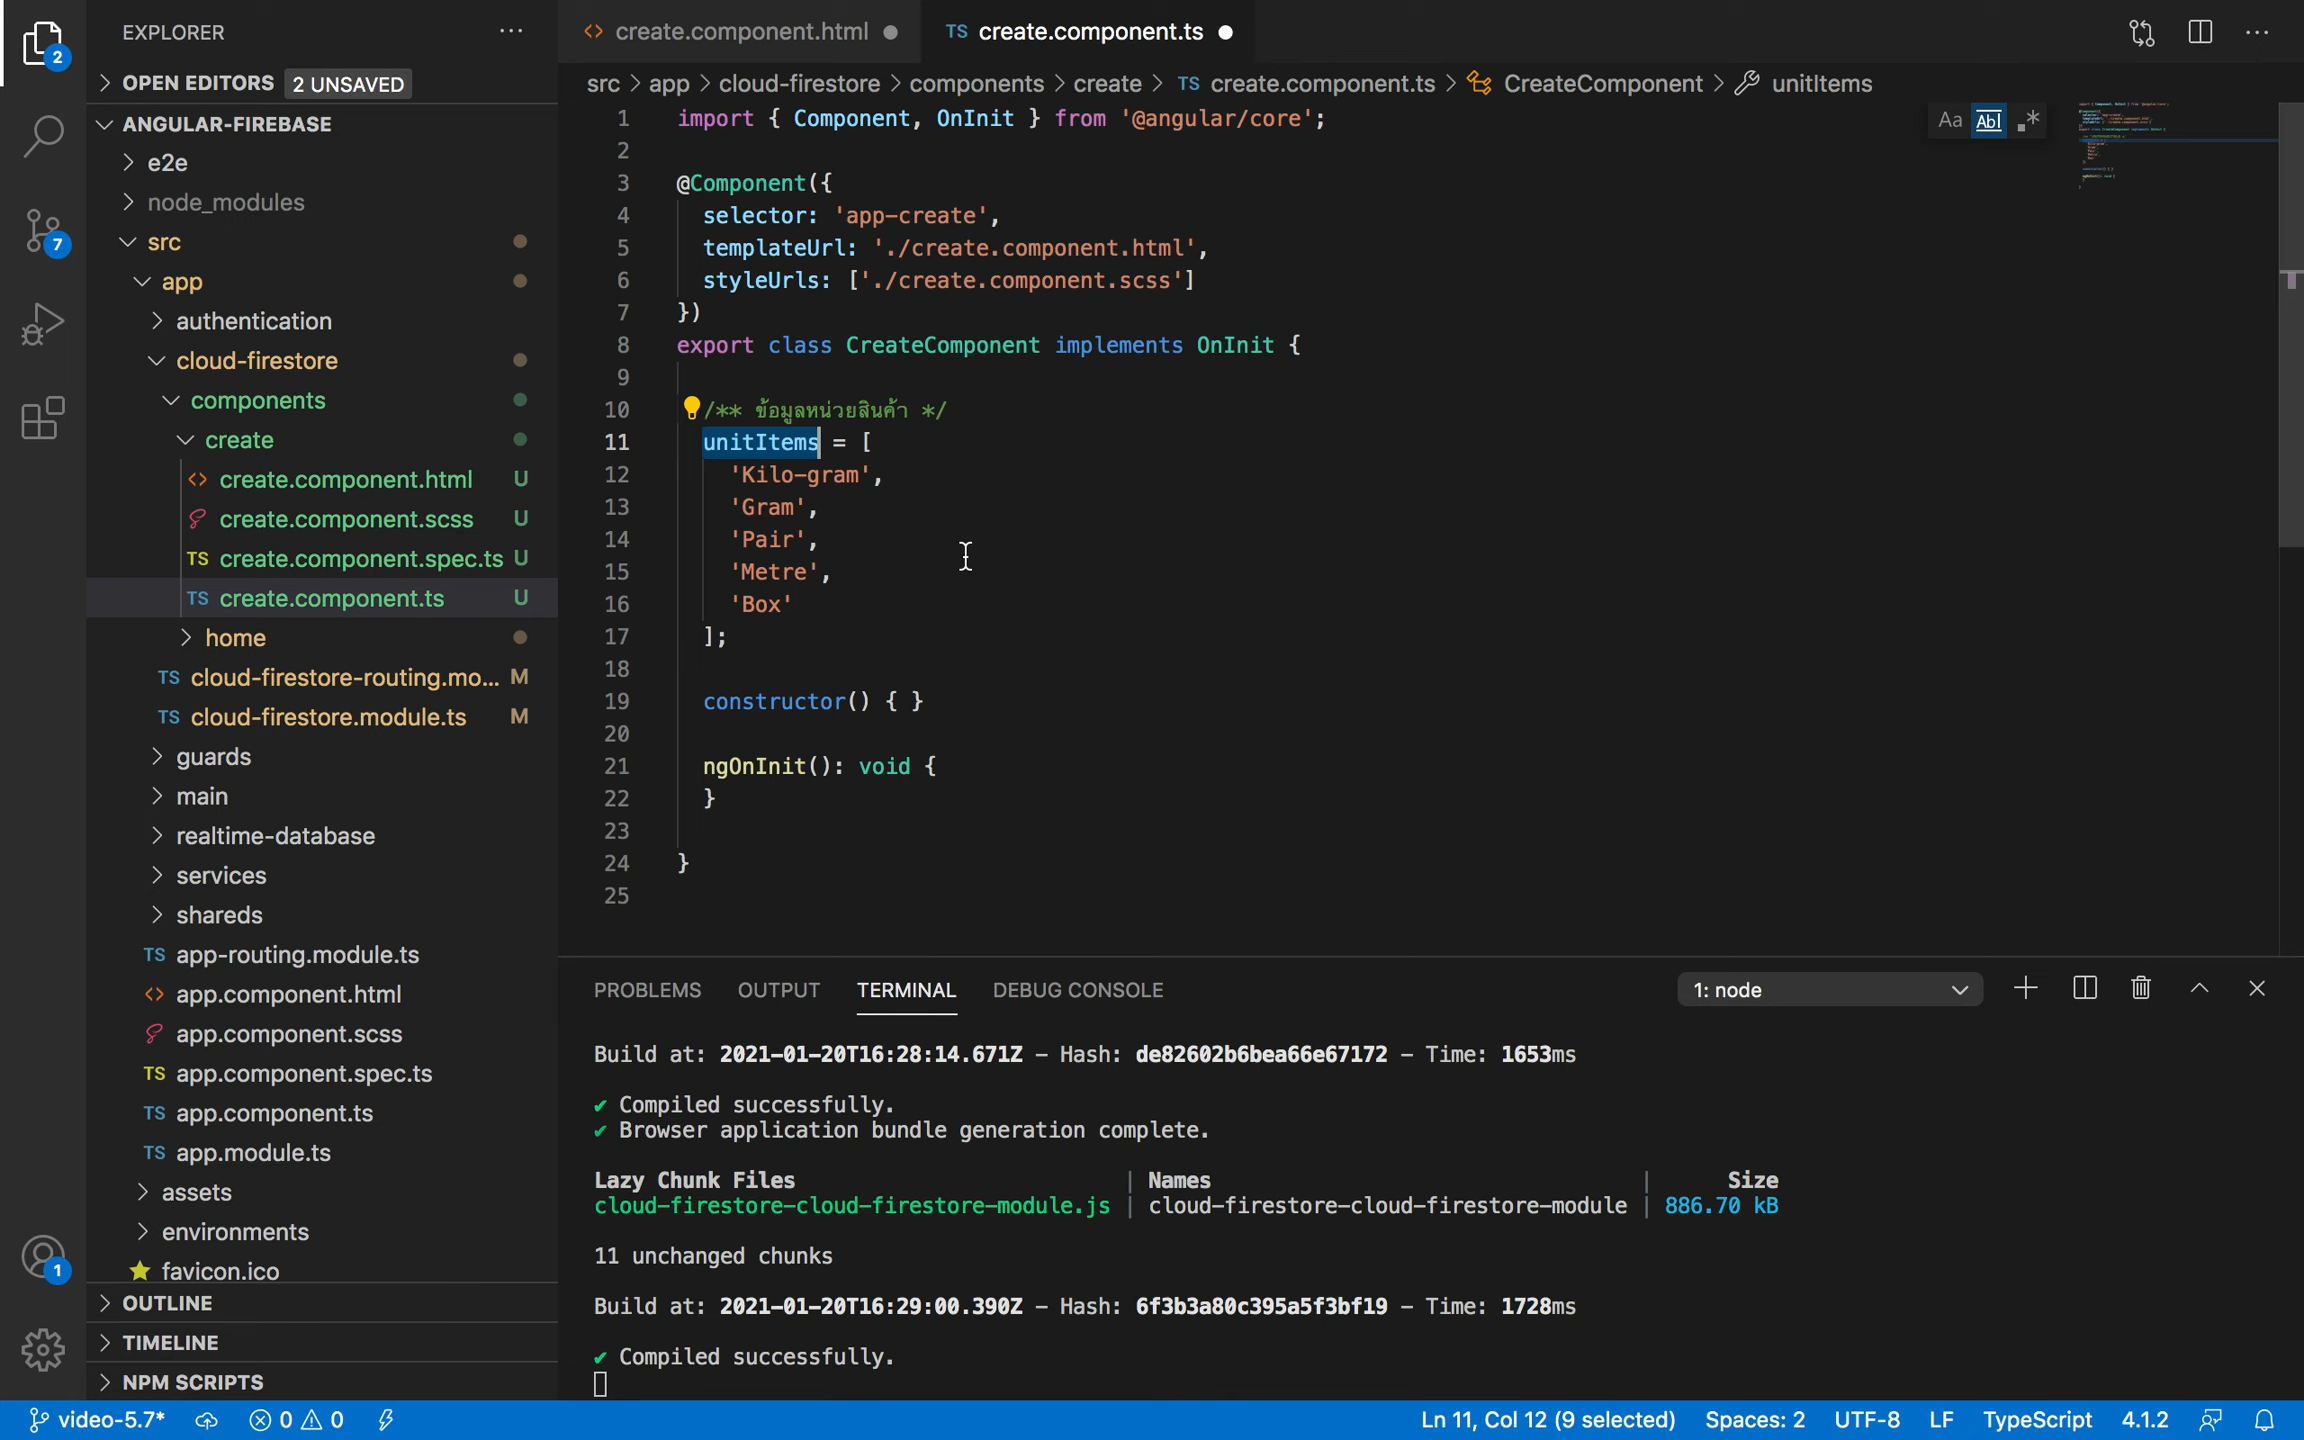 EXPLORER
OPEN EDITORS 2 UNSAVED
ANGULAR-FIREBASE
e2e
node_modules
src
app
authentication
cloud-firestore
components
create
create.component.html U
create.component.scss U
create.component.spec.ts U
create.component.ts U
home
cloud-firestore-routing.mo... M
cloud-firestore.module.ts M
guards
main
realtime-database
services
shareds
app-routing.module.ts
app.component.html
app.component.scss
app.component.spec.ts
app.component.ts
app.module.ts
assets
environments
favicon.ico
OUTLINE
TIMELINE
NPM SCRIPTS
2
7
1
create.component.html
TS create.component.ts
src > app > cloud-firestore > components > create > TS create.component.ts > CreateComponent > unitItems
Aa Abl .*
1 import { Component, OnInit } from '@angular/core';
2
3 @Component({
4 selector: 'app-create',
5 templateUrl: './create.component.html',
6 styleUrls: ['./create.component.scss']
7 })
8 export class CreateComponent implements OnInit {
9
10 /** ข้อมูลหน่วยสินค้า */
11 unitItems = [
12 'Kilo-gram',
13 'Gram',
14 'Pair',
15 'Metre',
16 'Box'
17 ];
18
19 constructor() { }
20
21 ngOnInit(): void {
22 }
23
24 }
25
PROBLEMS OUTPUT TERMINAL DEBUG CONSOLE 1: node
Build at: 2021-01-20T16:28:14.671Z - Hash: de82602b6bea66e67172 - Time: 1653ms
✔ Compiled successfully.
✔ Browser application bundle generation complete.
Lazy Chunk Files | Names | Size
cloud-firestore-cloud-firestore-module.js | cloud-firestore-cloud-firestore-module | 886.70 kB
11 unchanged chunks
Build at: 2021-01-20T16:29:00.390Z - Hash: 6f3b3a80c395a5f3bf19 - Time: 1728ms
✔ Compiled successfully.
video-5.7* 0 0 Ln 11, Col 12 (9 selected) Spaces: 2 UTF-8 LF TypeScript 4.1.2